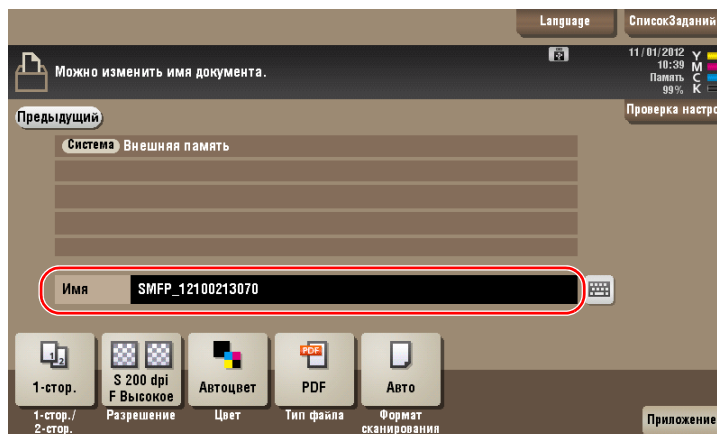 Language
СписокЗаданий
Можно изменить имя документа.
11/01/2012
10:39
Память
99%
Y
M
C
K
Предыдущий
Проверка настро
Система Внешняя память
Имя SMFP_12100213070
1-стор.
S 200 dpi
F Высокое
Автоцвет
PDF
PDF
Авто
1-стор./
2-стор.
Разрешение
Цвет
Тип файла
Формат
сканирования
Приложение